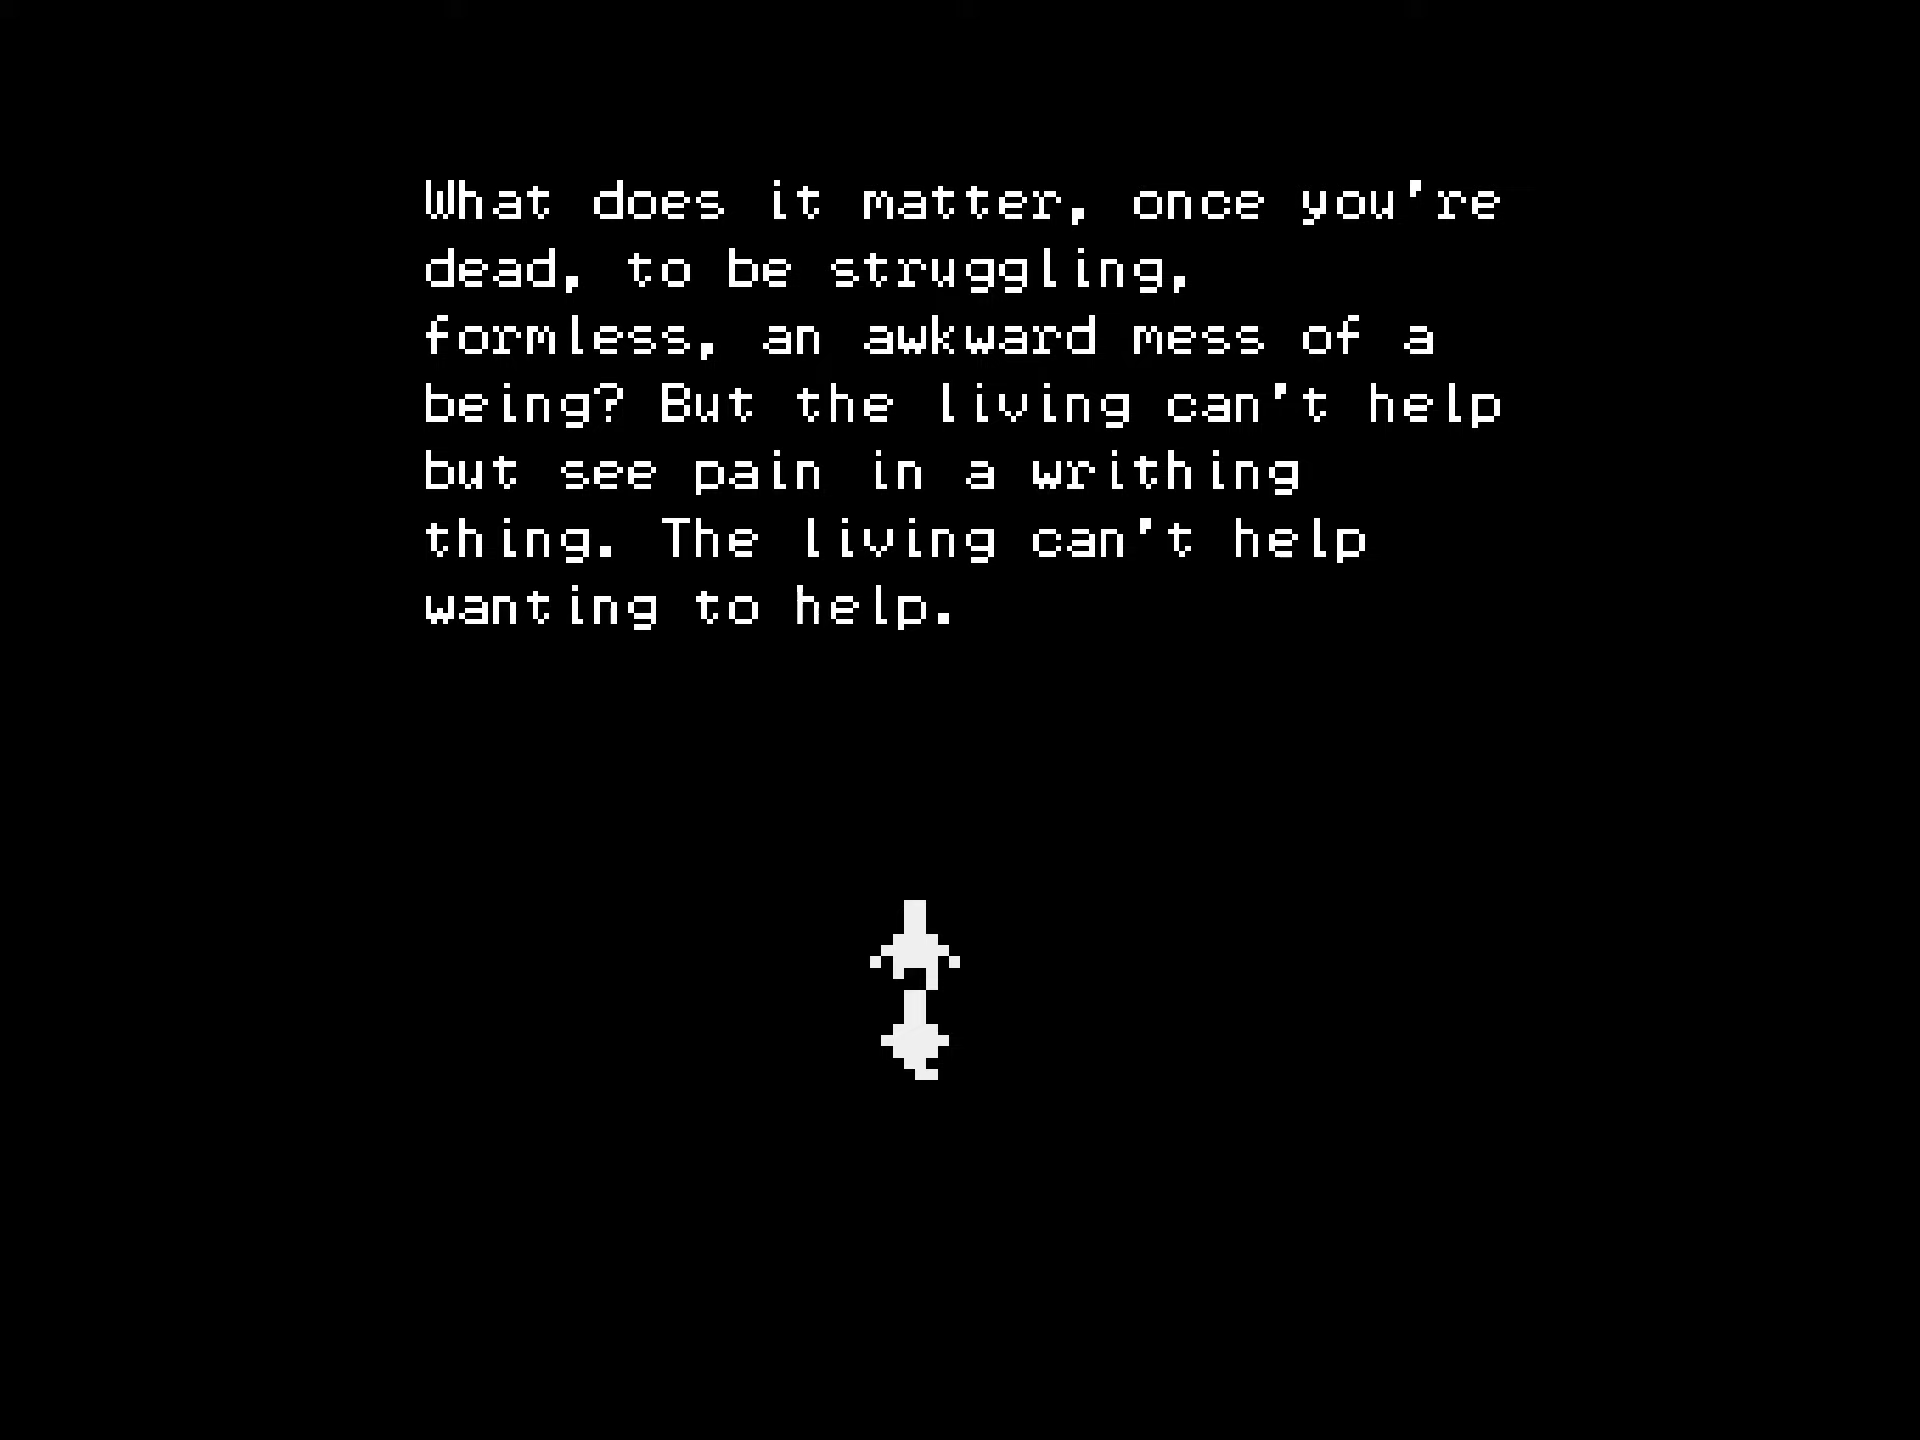 What does it matter, once you're
dead, to be struggling,
formless, an awkward mess of a
being? But the living can't help
but see pain in a writhing
thing. The living can't help
wanting to help.